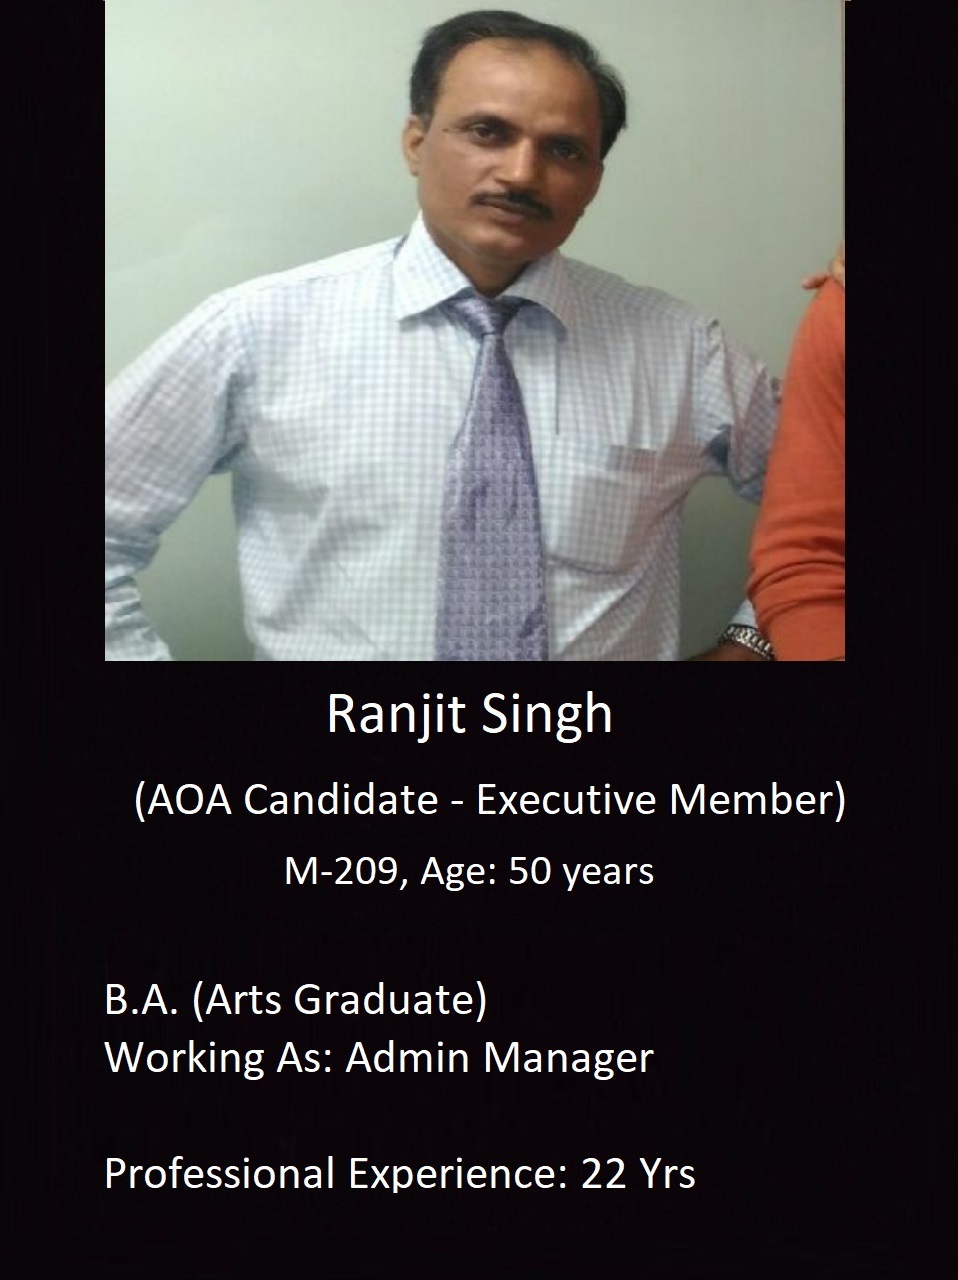 Ranjit Singh
(AOA Candidate - Executive Member)
M-209, Age: 50 years
B.A. (Arts Graduate)
Working As: Admin Manager
Professional Experience: 22 Yrs